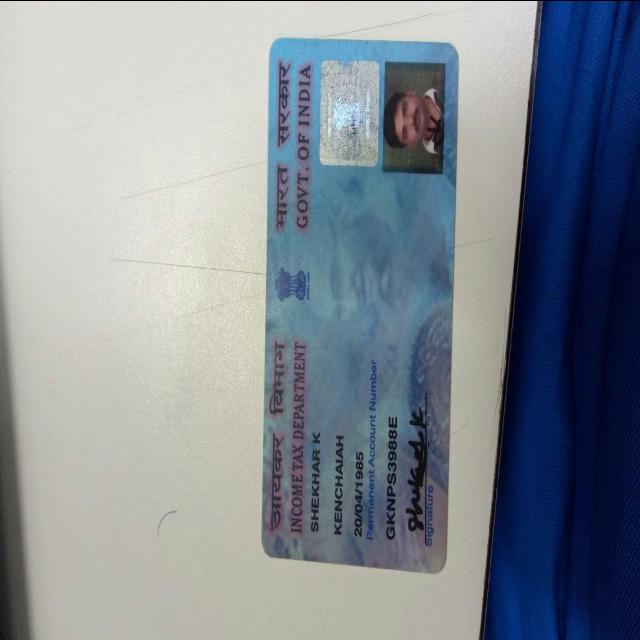 आयकर विभाग
INCOME TAX DEPARTMENT
भारत सरकार
GOVT. OF INDIA
SHEKHAR K
KENCHAIAH
20/04/1985
Permanent Account Number
GKNPS3988E
Signature